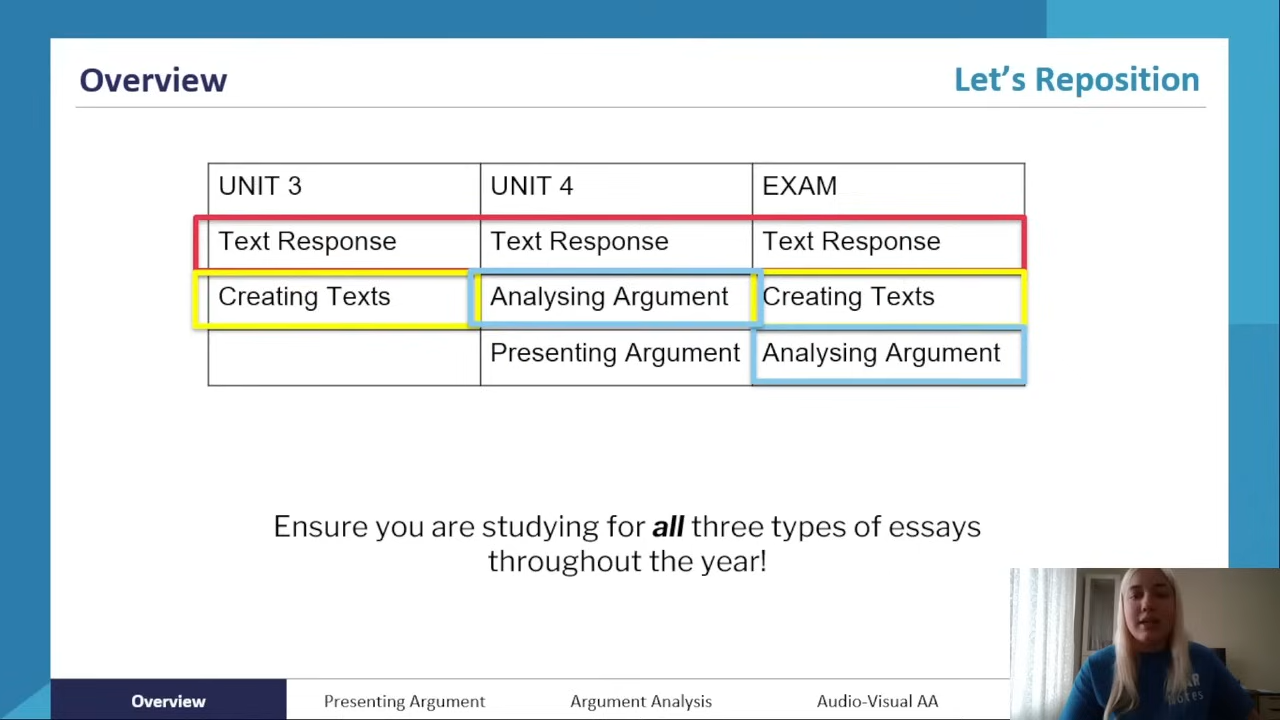 Overview
Let's Reposition
UNIT 3 UNIT 4 EXAM
Text Response Text Response Text Response
Creating Texts Analysing Argument Creating Texts
Presenting Argument Analysing Argument
Ensure you are studying for all three types of essays
throughout the year!
Overview Presenting Argument Argument Analysis Audio-Visual AA
NOTES